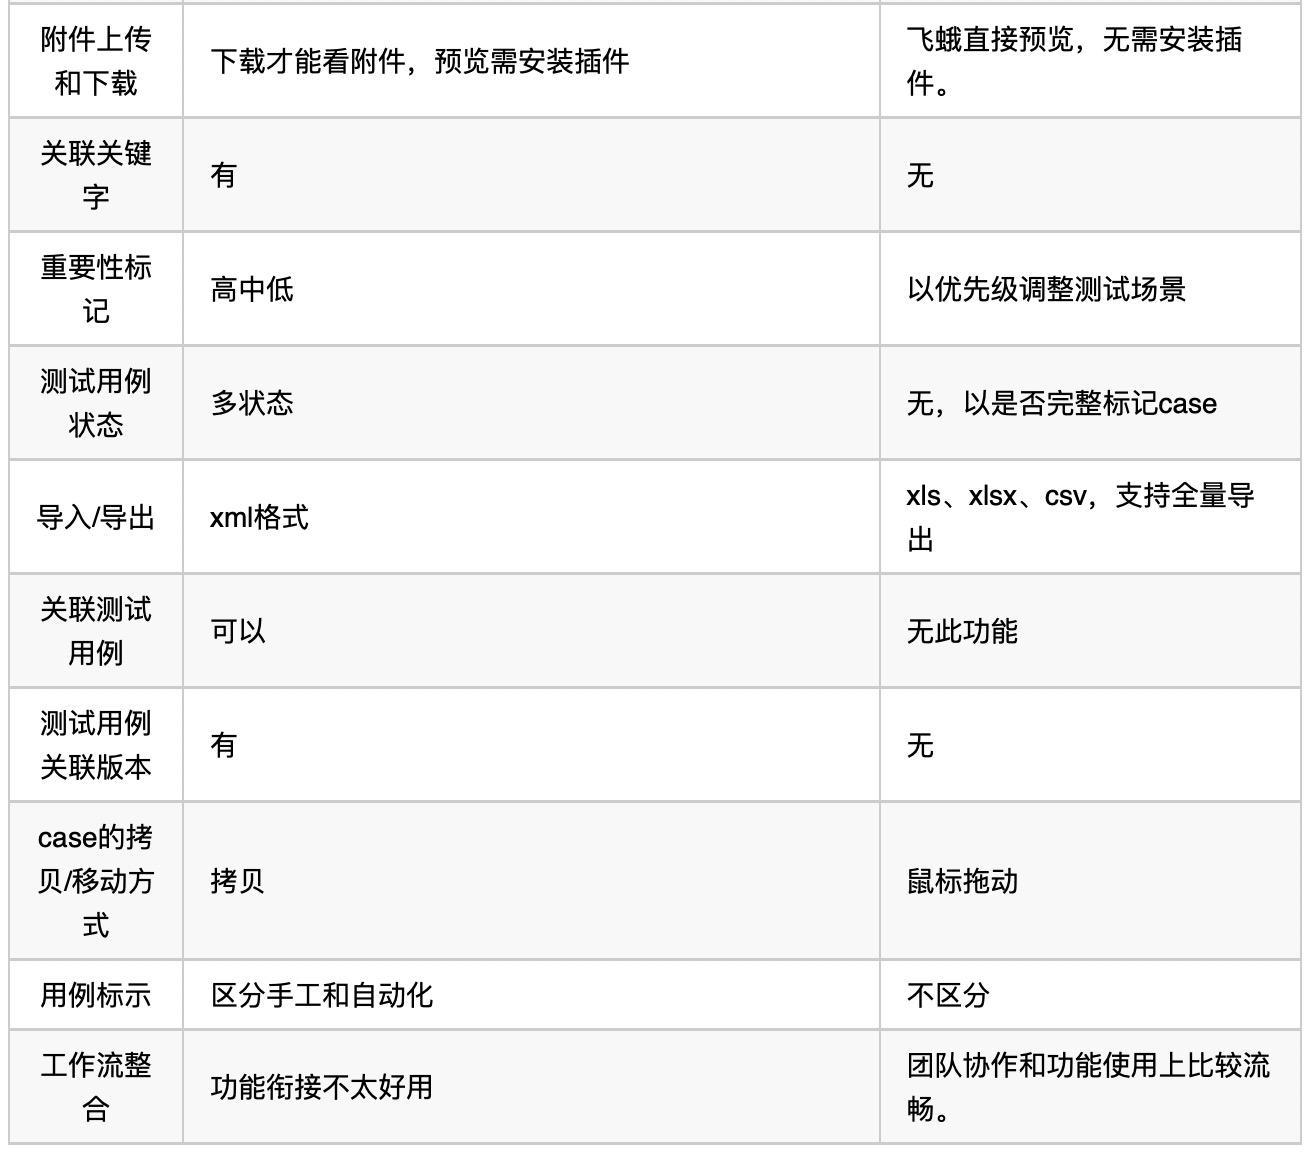 附件上传
和下载
下载才能看附件，预览需安装插件
飞蛾直接预览，无需安装插
件。
关联关键
字
有
无
重要性标
记
高中低
以优先级调整测试场景
测试用例
状态
多状态
无，以是否完整标记case
导入/导出
xml格式
xls、xlsx、csv，支持全量导
出
关联测试
用例
可以
无此功能
测试用例
关联版本
有
无
case的拷
贝/移动方
式
拷贝
鼠标拖动
用例标示
区分手工和自动化
不区分
工作流整
合
功能衔接不太好用
团队协作和功能使用上比较流
畅。